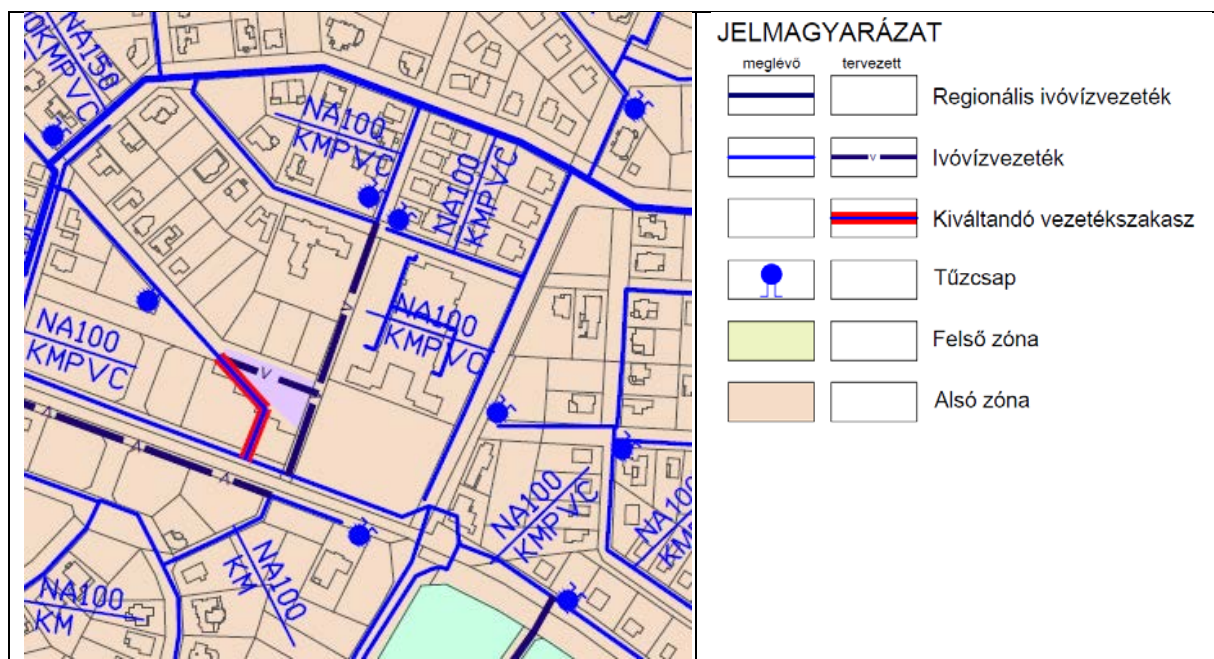 NA150
KMPVC
NA100
KMPVC
NA100
KMPVC
NA100
KMPVC
NA100
KMPVC
NA100
KMPVC
NA100
NA100
KM
NA100
KM
v
v
v
v
v
v
v
JELMAGYARÁZAT
meglévő
tervezett
Regionális ivóvízvezeték
Ivóvízvezeték
v
Kiváltandó vezetékszakasz
Tűzcsap
Felső zóna
Alsó zóna